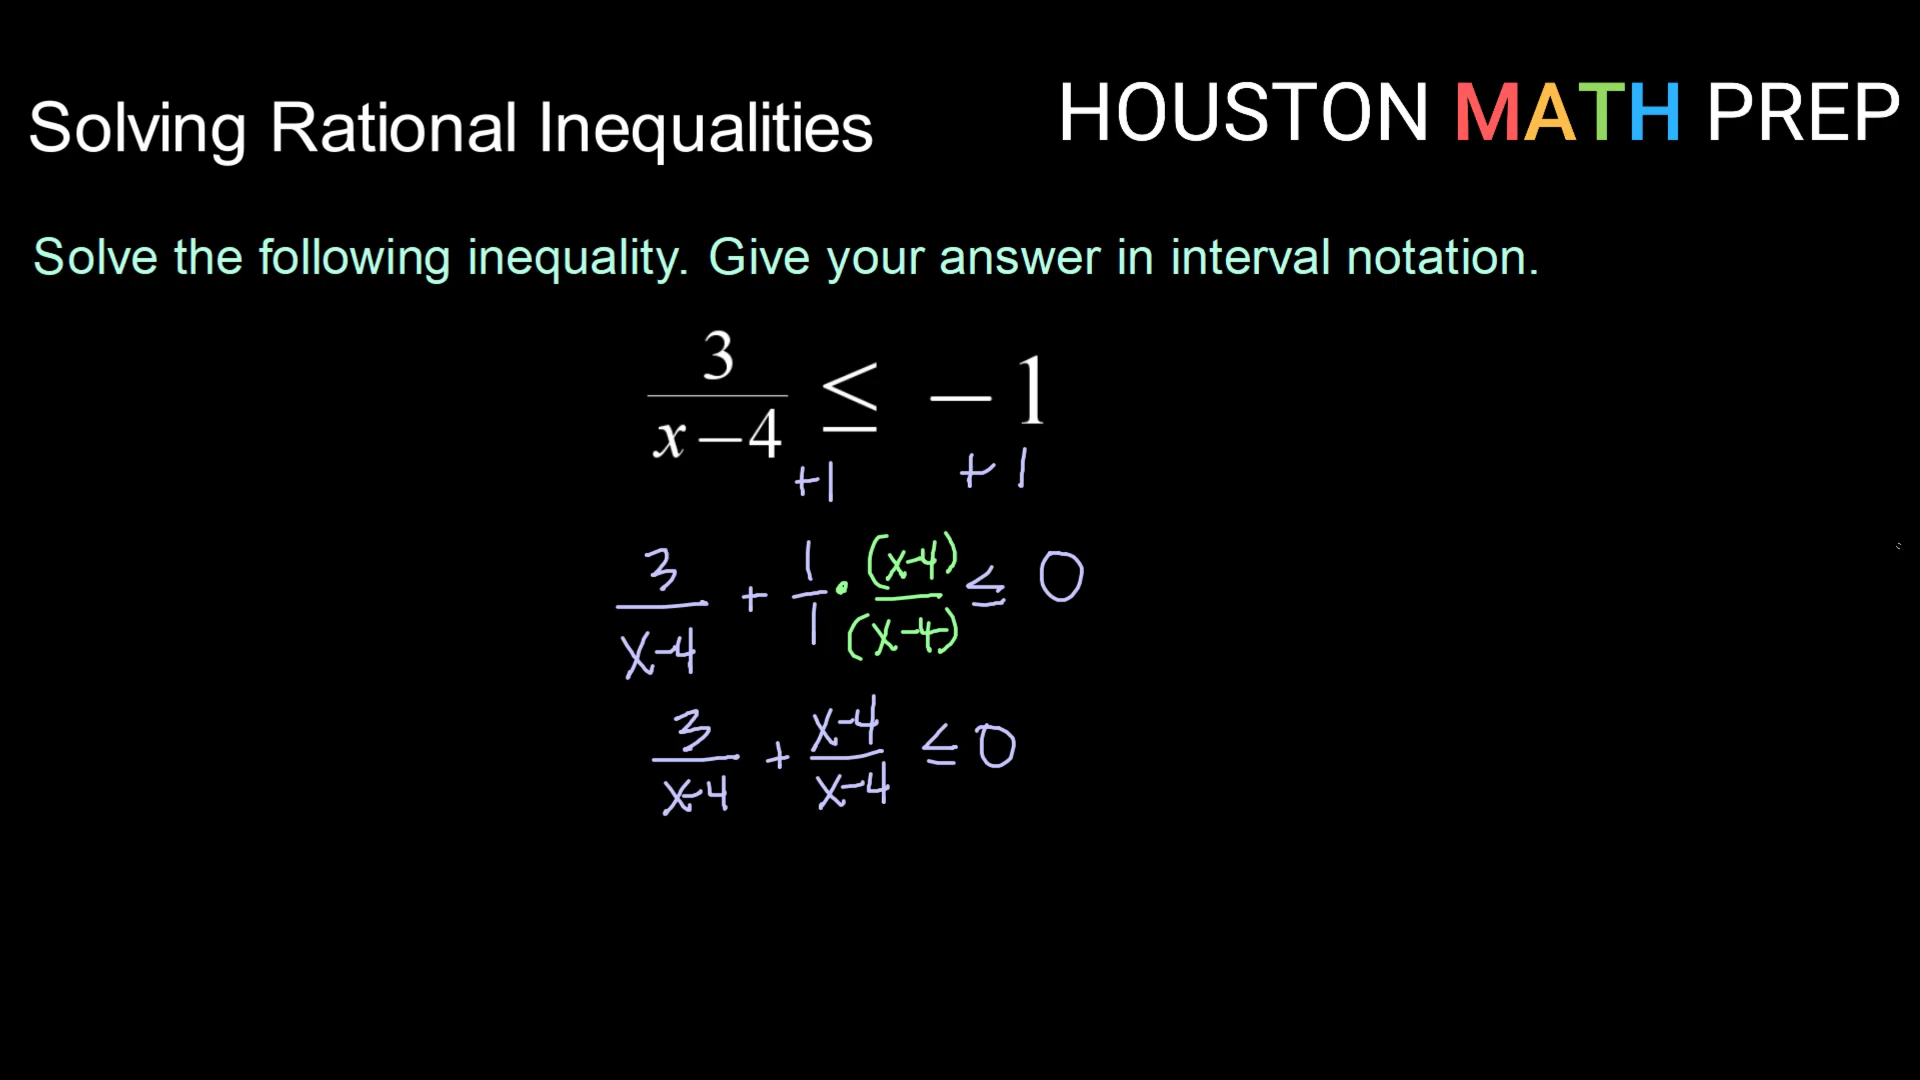 HOUSTON MATH PREP
Solving Rational Inequalities
Solve the following inequality. Give your answer in interval notation.
3/(x−4) ≤ −1
+1 +1
3/(x-4) + 1/1 · (x-4)/(x-4) ≤ 0
3/(x-4) + (x-4)/(x-4) ≤ 0